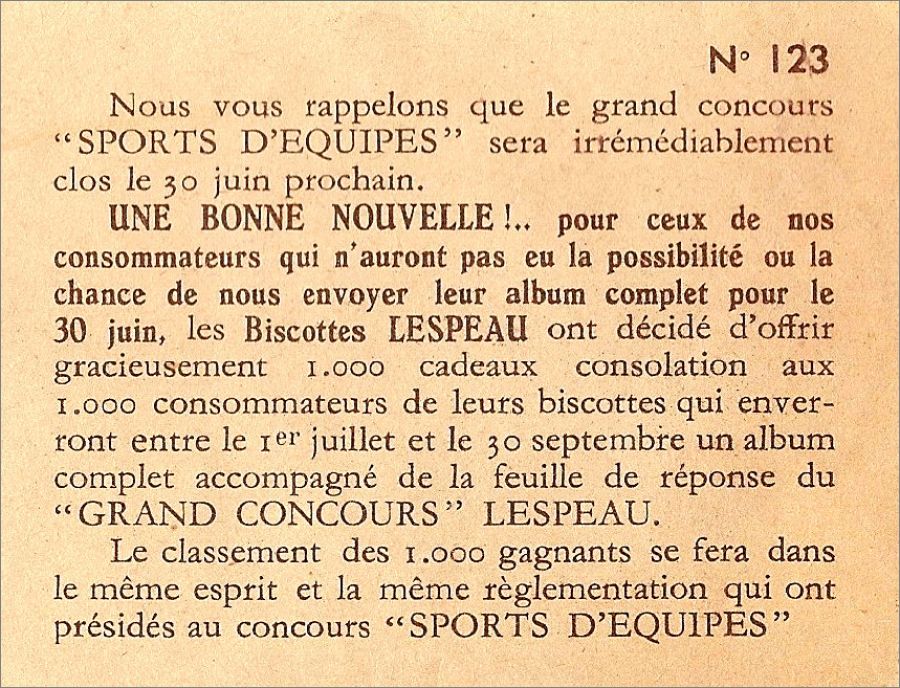 N° 123
Nous vous rappelons que le grand concours
“SPORTS D'EQUIPES” sera irrémédiablement
clos le 30 juin prochain.
UNE BONNE NOUVELLE !.. pour ceux de nos
consommateurs qui n'auront pas eu la possibilité ou la
chance de nous envoyer leur album complet pour le
30 juin, les Biscottes LESPEAU ont décidé d'offrir
gracieusement 1.000 cadeaux consolation aux
1.000 consommateurs de leurs biscottes qui enver-
ront entre le 1er juillet et le 30 septembre un album
complet accompagné de la feuille de réponse du
“GRAND CONCOURS” LESPEAU.
Le classement des 1.000 gagnants se fera dans
le même esprit et la même règlementation qui ont
présidés au concours “SPORTS D'EQUIPES”